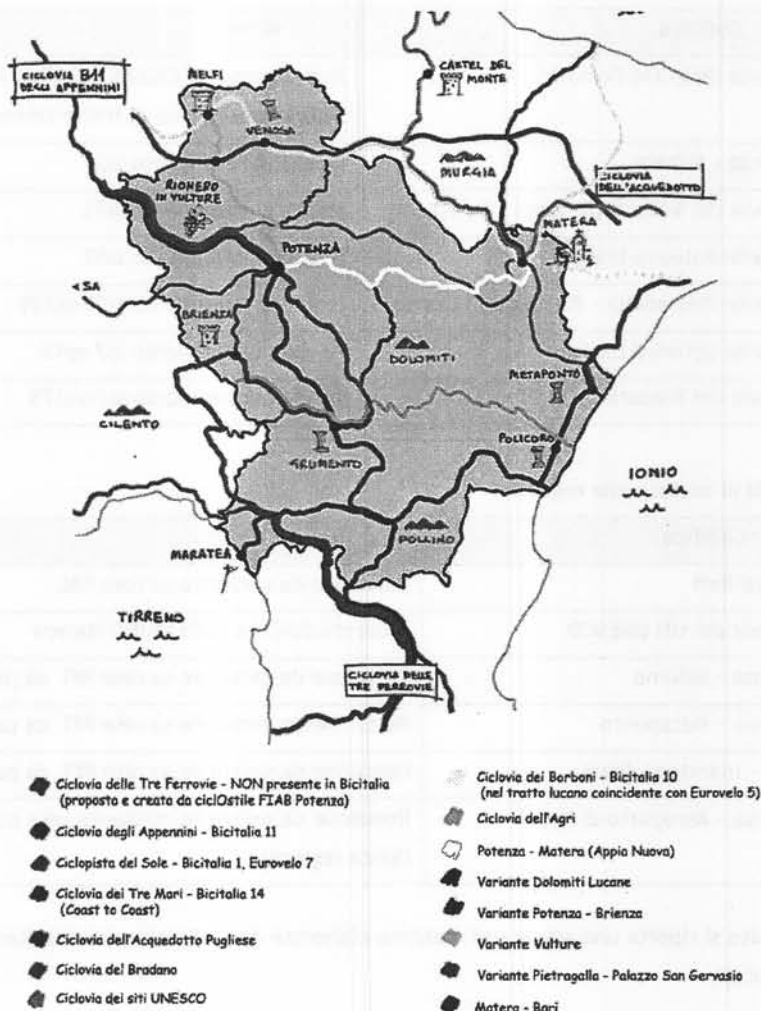 CICLOVIA B11
DEGLI APPENNINI
MELFI
CASTEL DEL
MONTE
VENOSA
MURGIA
CICLOVIA
DELL'ACQUEDOTTO
RIONERO
IN VULTURE
MATERA
POTENZA
<SA
BRIENZA
DOLOMITI
METAPONTO
CILENTO
GRUMENTO
POLICORO
IONIO
POLLINO
MARATEA
TIRRENO
CICLOVIA DELLE
TRE FERROVIE
Ciclovia delle Tre Ferrovie - NON presente in Bicitalia
(proposto e creato da ciclOstile FIAB Potenza)
Ciclovia degli Appennini - Bicitalia 11
Ciclopista del Sole - Bicitalia 1, Eurovelo 7
Ciclovia dei Tre Mari - Bicitalia 14
(Coast to Coast)
Ciclovia dell'Acquedotto Pugliese
Ciclovia del Bradano
Ciclovia dei siti UNESCO
Ciclovia dei Borboni - Bicitalia 10
(nel tratto lucano coincidente con Eurovelo 5)
Ciclovia dell'Agri
Potenza - Matera (Appia Nuova)
Variante Dolomiti Lucane
Variante Potenza - Brienza
Variante Vulture
Variante Pietragalla - Palazzo San Gervasio
Matera - Bari